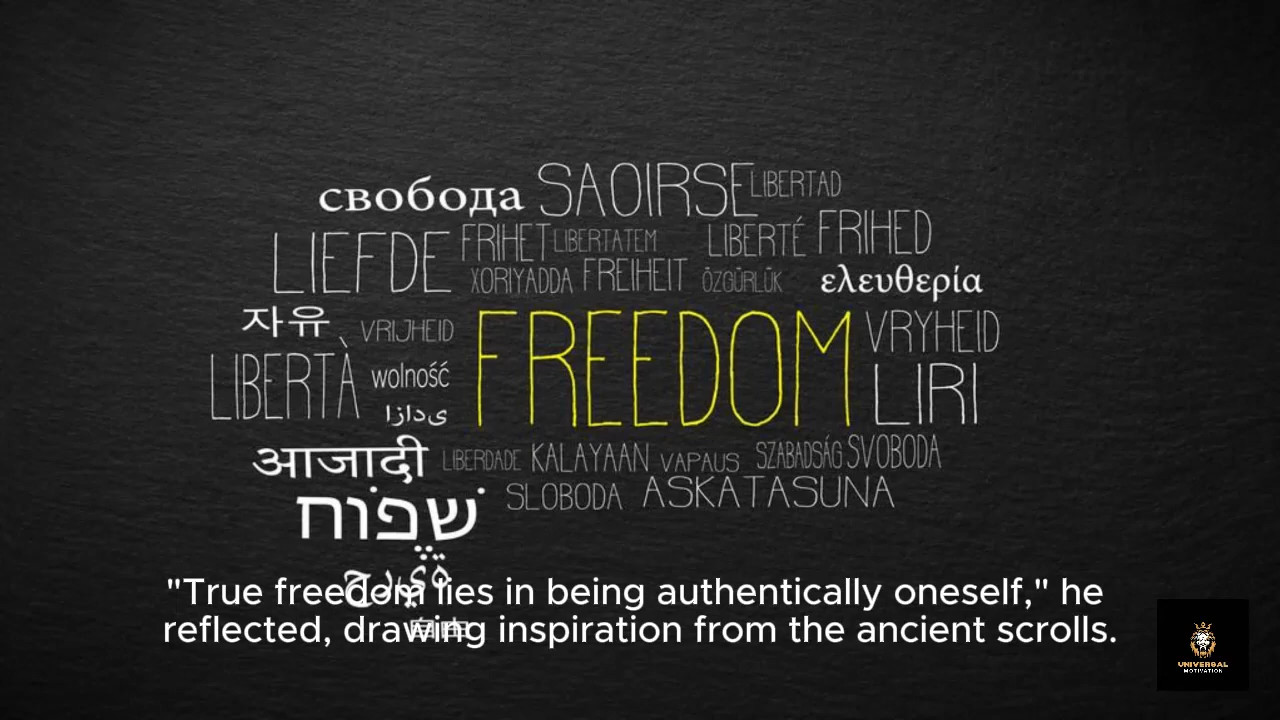 свобода SAOIRSE LIBERTAD
LIEFDE FRIHET LIBERTATEM LIBERTÉ FRIHED
XORIYADDA FREIHEIT ÖZGÜRLÜK ελευθερία
자유 VRIJHEID FREEDOM VRYHEID
LIBERTÀ wolność LIRI
ىدازا
आजादी LIBERDADE KALAYAAN VAPAUS SZABADSÁG SVOBODA
SLOBODA ASKATASUNA
"True freedom lies in being authentically oneself," he
reflected, drawing inspiration from the ancient scrolls.
UNIVERSAL
MOTIVATION